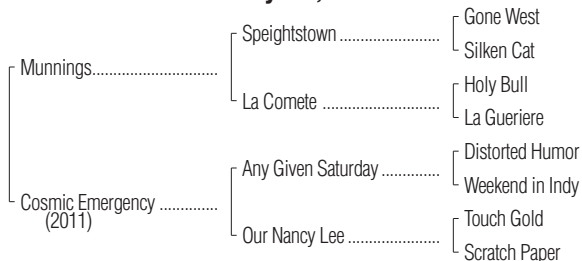 Gone West
Speightstown
Silken Cat
Munnings
Holy Bull
La Comete
La Gueriere
Distorted Humor
Any Given Saturday
Weekend in Indy
Cosmic Emergency
(2011)
Touch Gold
Our Nancy Lee
Scratch Paper